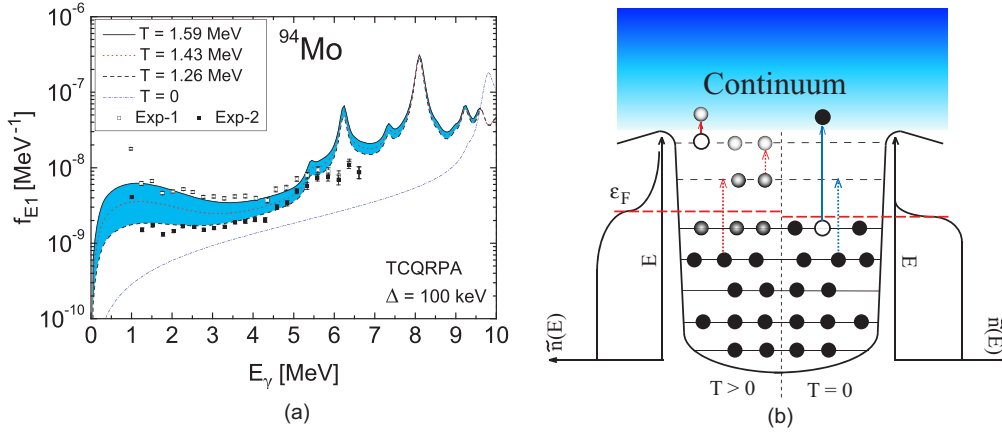 10⁻⁶
10⁻⁷
10⁻⁸
10⁻⁹
10⁻¹⁰
f_E1 [MeV⁻¹]
T = 1.59 MeV
T = 1.43 MeV
T = 1.26 MeV
T = 0
Exp-1 Exp-2
⁹⁴Mo
TCQRPA
Δ = 100 keV
0 1 2 3 4 5 6 7 8 9 10
E_γ [MeV]
(a)
Continuum
ε_F
E
E
ñ(E)
ñ(E)
T > 0 T = 0
(b)